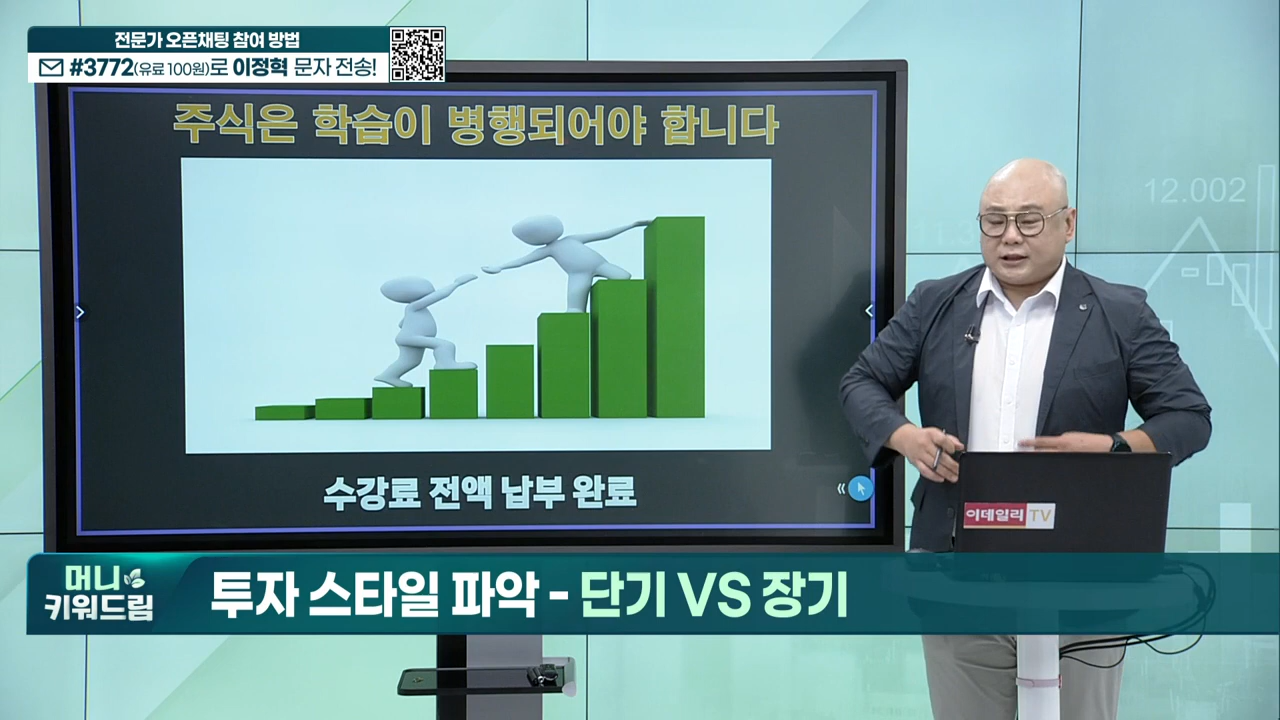 전문가 오픈채팅 참여 방법
#3772(유료 100원)로 이정혁 문자 전송!
주식은 학습이 병행되어야 합니다
12.002
수강료 전액 납부 완료
이데일리 TV
머니
키워드림
투자 스타일 파악 - 단기 VS 장기